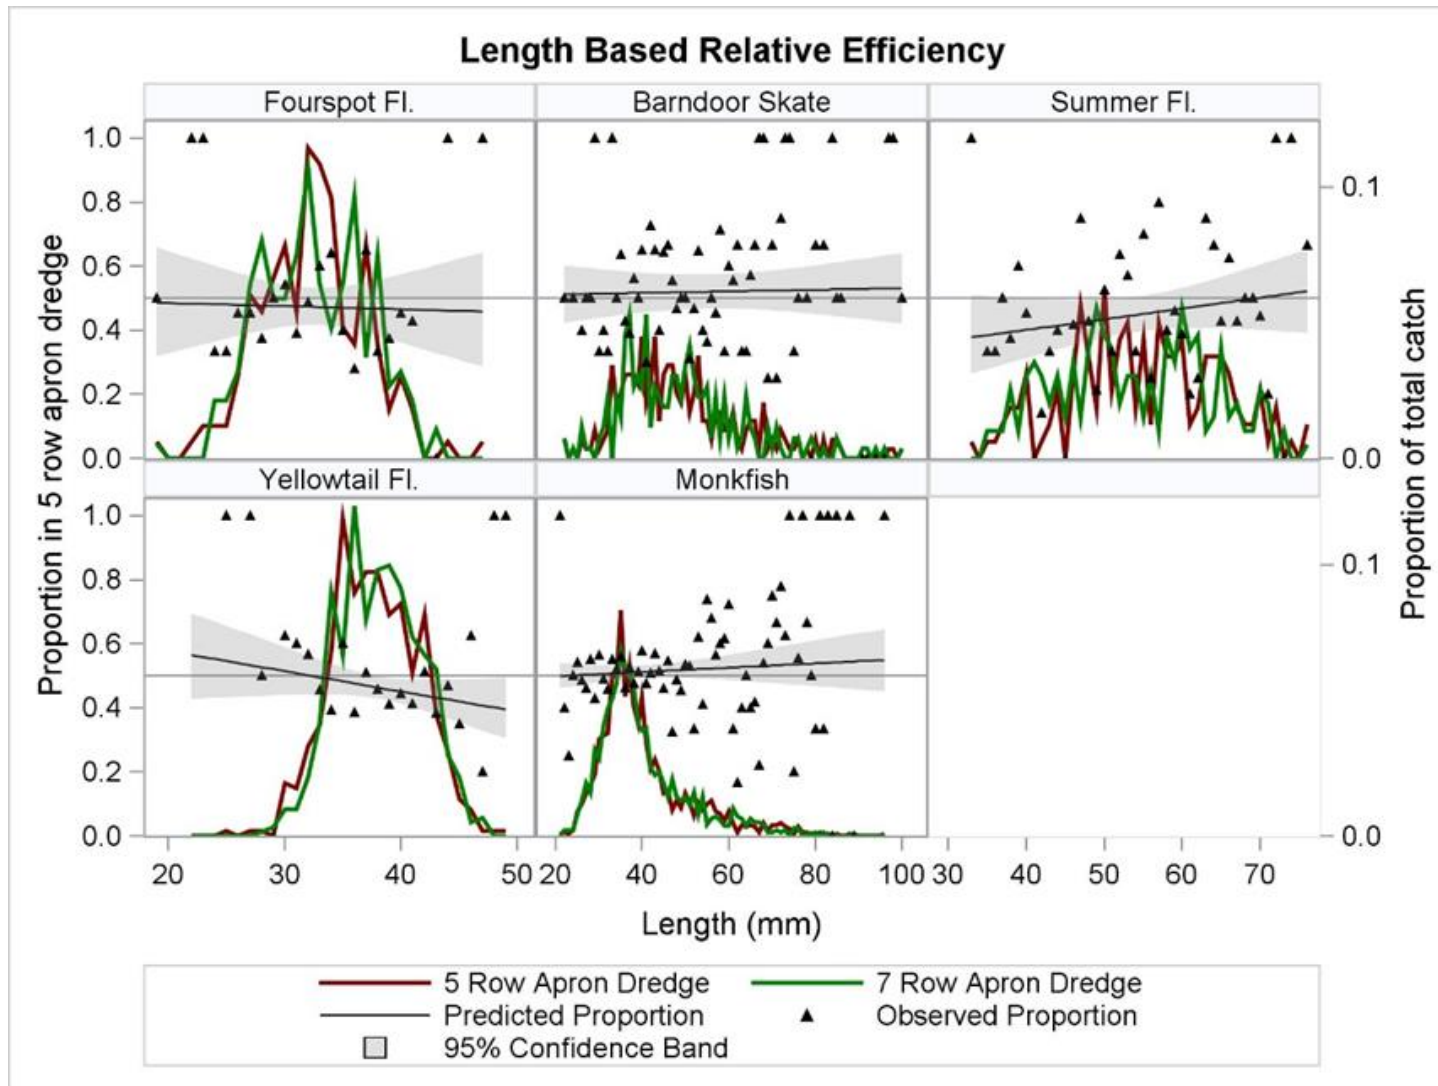 Length Based Relative Efficiency
Fourspot Fl.
Barndoor Skate
Summer Fl.
1.0
0.8
0.6
0.4
0.2
0.0
0.1
0.0
Yellowtail Fl.
Monkfish
1.0
0.8
0.6
0.4
0.2
0.0
0.1
0.0
Proportion in 5 row apron dredge
Proportion of total catch
20 30 40 50 20 40 60 80 100 30 40 50 60 70
Length (mm)
5 Row Apron Dredge
7 Row Apron Dredge
Predicted Proportion
Observed Proportion
95% Confidence Band